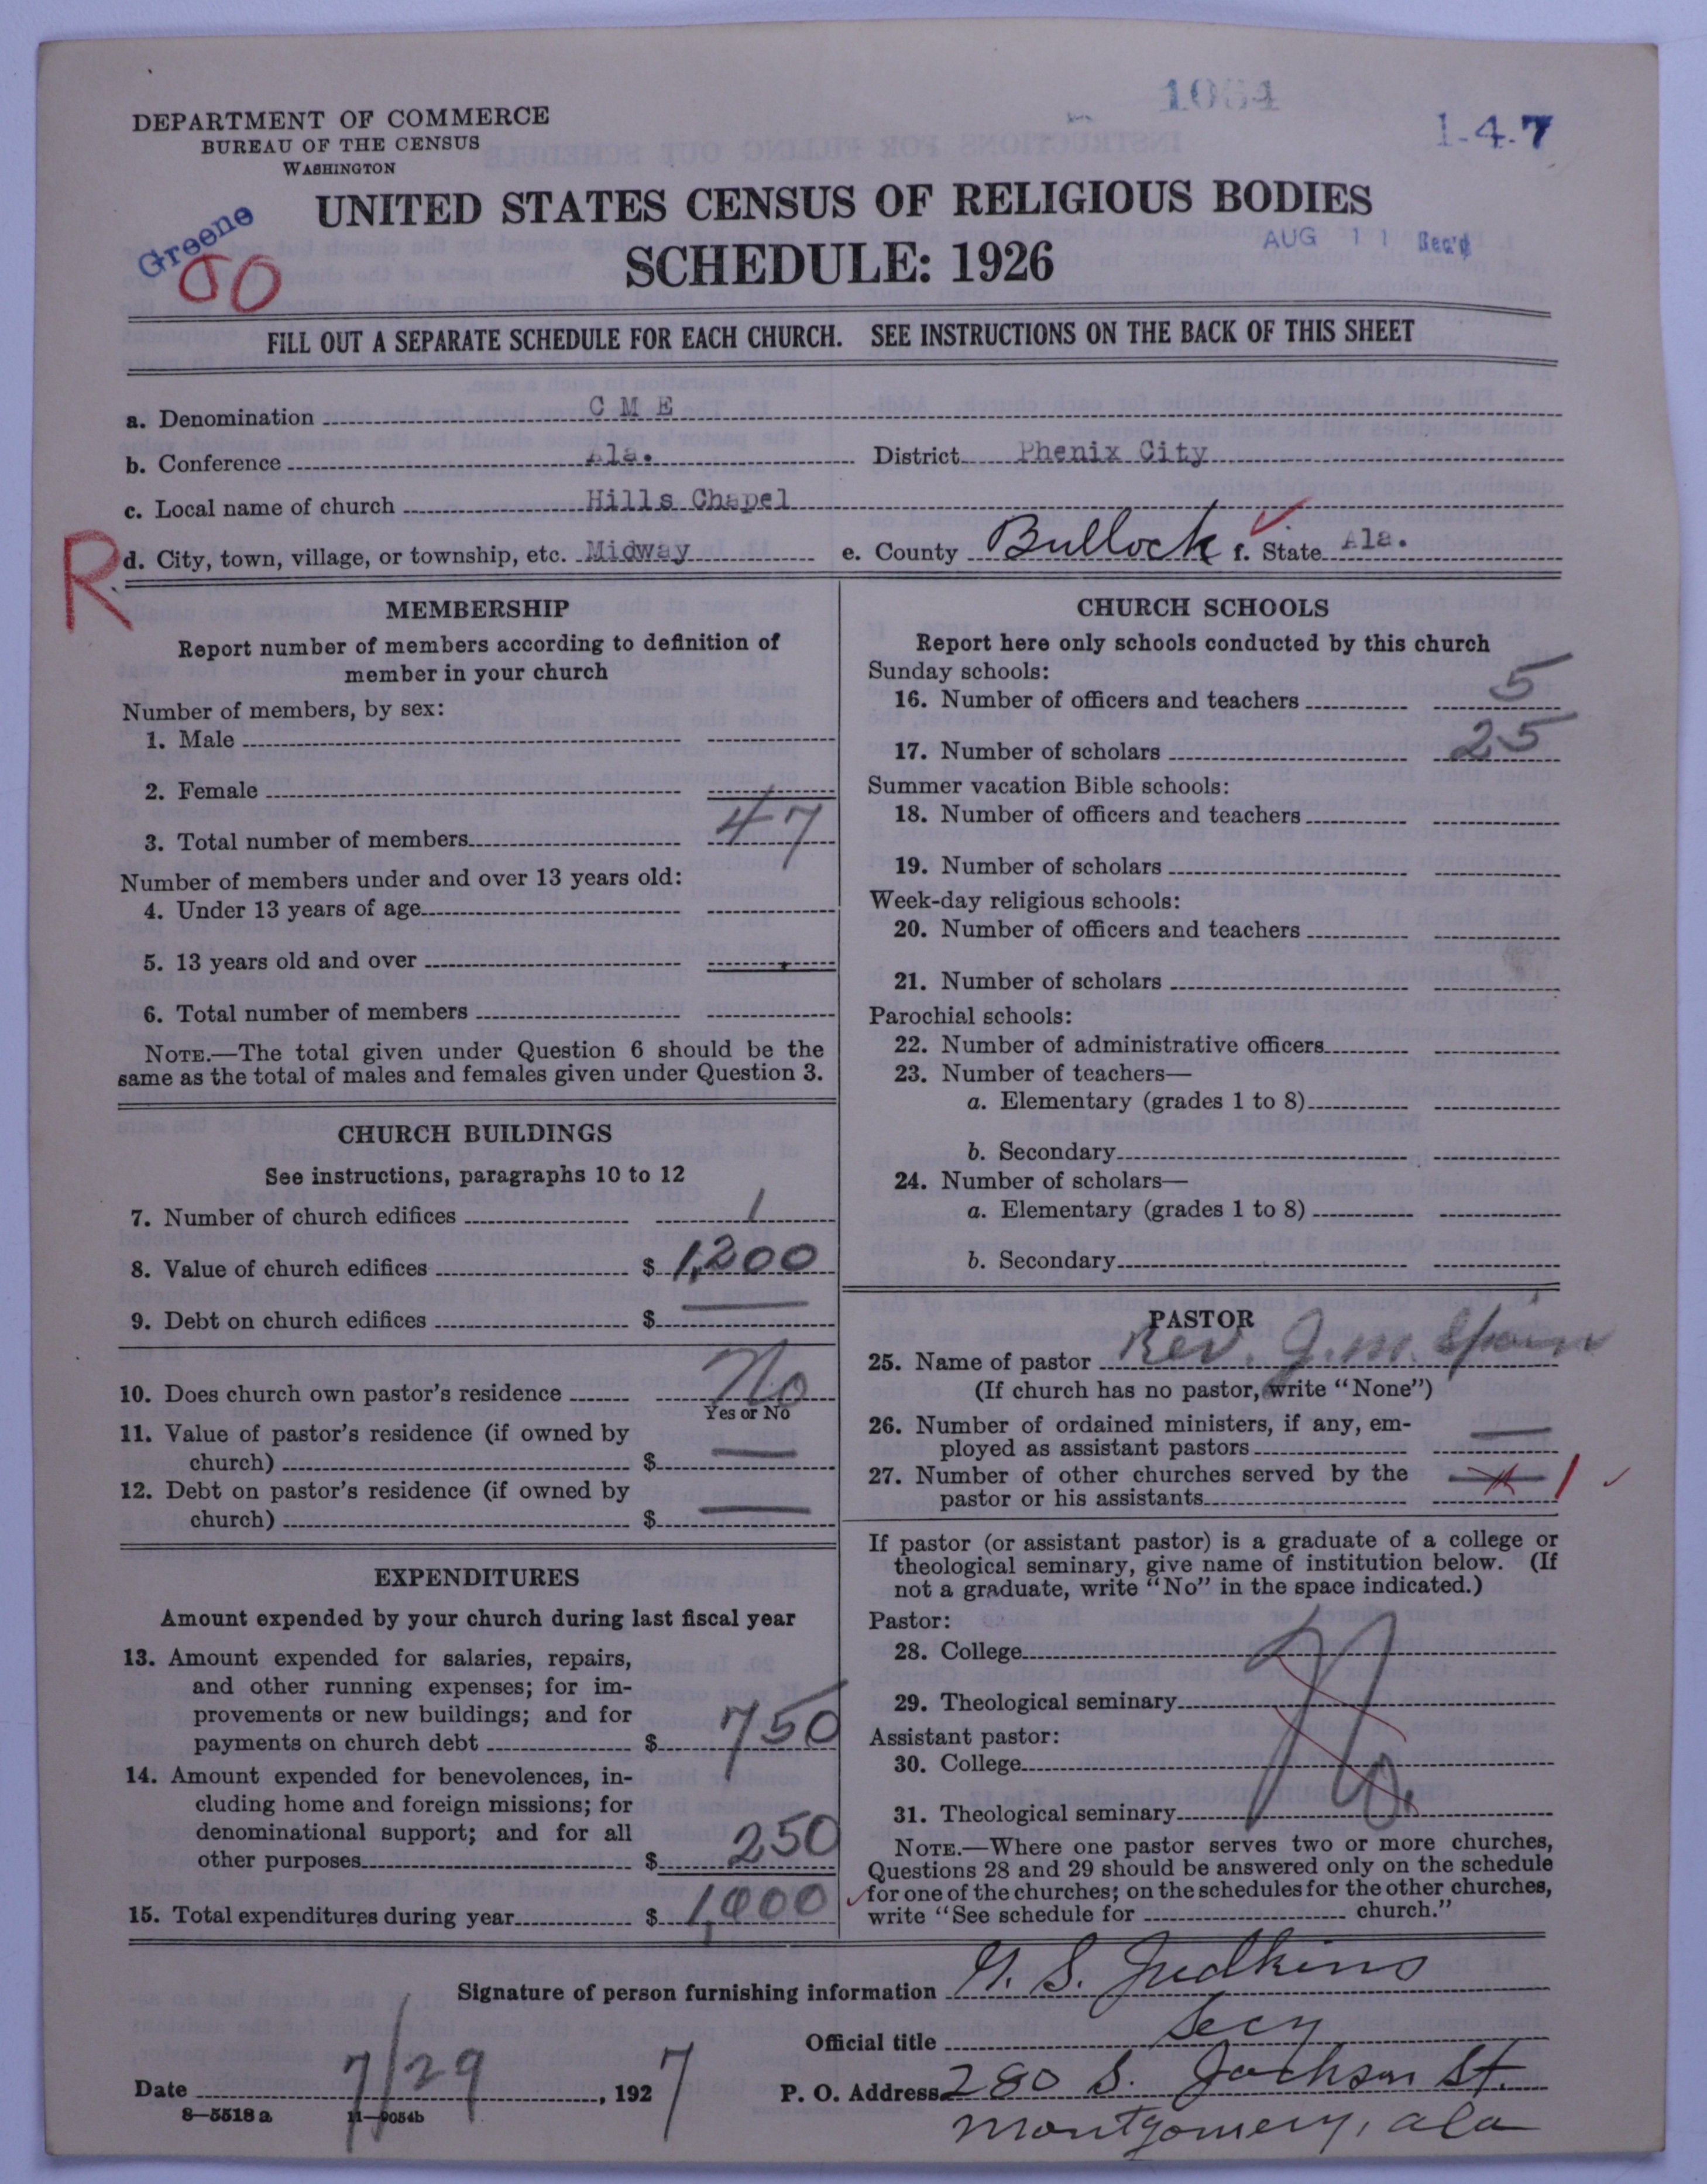 1064
1-4-7
DEPARTMENT OF COMMERCE
BUREAU OF THE CENSUS
WASHINGTON
UNITED STATES CENSUS OF RELIGIOUS BODIES
Greene
50
SCHEDULE: 1926
AUG 11 Rec'd
FILL OUT A SEPARATE SCHEDULE FOR EACH CHURCH. SEE INSTRUCTIONS ON THE BACK OF THIS SHEET
a. Denomination C M E
b. Conference Ala. District Phenix City
c. Local name of church Hills Chapel
R
d. City, town, village, or township, etc. Midway e. County Bullock f. State Ala.
MEMBERSHIP
Report number of members according to definition of
member in your church
Number of members, by sex:
1. Male
2. Female
3. Total number of members 47
Number of members under and over 13 years old:
4. Under 13 years of age
5. 13 years old and over
6. Total number of members
NOTE.—The total given under Question 6 should be the
same as the total of males and females given under Question 3.
CHURCH BUILDINGS
See instructions, paragraphs 10 to 12
7. Number of church edifices 1
8. Value of church edifices $ 1,200
9. Debt on church edifices $
10. Does church own pastor's residence No
Yes or No
11. Value of pastor's residence (if owned by
church) $
12. Debt on pastor's residence (if owned by
church) $
EXPENDITURES
Amount expended by your church during last fiscal year
13. Amount expended for salaries, repairs,
and other running expenses; for im-
provements or new buildings; and for
payments on church debt $ 750
14. Amount expended for benevolences, in-
cluding home and foreign missions; for
denominational support; and for all
other purposes $ 250
15. Total expenditures during year $ 1,000
CHURCH SCHOOLS
Report here only schools conducted by this church
Sunday schools:
16. Number of officers and teachers 5
17. Number of scholars 25
Summer vacation Bible schools:
18. Number of officers and teachers
19. Number of scholars
Week-day religious schools:
20. Number of officers and teachers
21. Number of scholars
Parochial schools:
22. Number of administrative officers
23. Number of teachers—
a. Elementary (grades 1 to 8)
b. Secondary
24. Number of scholars—
a. Elementary (grades 1 to 8)
b. Secondary
PASTOR
25. Name of pastor Rev. J. M. Spain
(If church has no pastor, write "None")
26. Number of ordained ministers, if any, em-
ployed as assistant pastors
27. Number of other churches served by the
pastor or his assistants 1
If pastor (or assistant pastor) is a graduate of a college or
theological seminary, give name of institution below. (If
not a graduate, write "No" in the space indicated.)
Pastor:
28. College
29. Theological seminary
No.
Assistant pastor:
30. College
31. Theological seminary
NOTE.—Where one pastor serves two or more churches,
Questions 28 and 29 should be answered only on the schedule
for one of the churches; on the schedules for the other churches,
write "See schedule for church."
Signature of person furnishing information S. Judkins
Official title Secy
Date 7/29, 1927 P. O. Address 280 S. Jackson St.
8—5518 a 11—9054b Montgomery, Ala